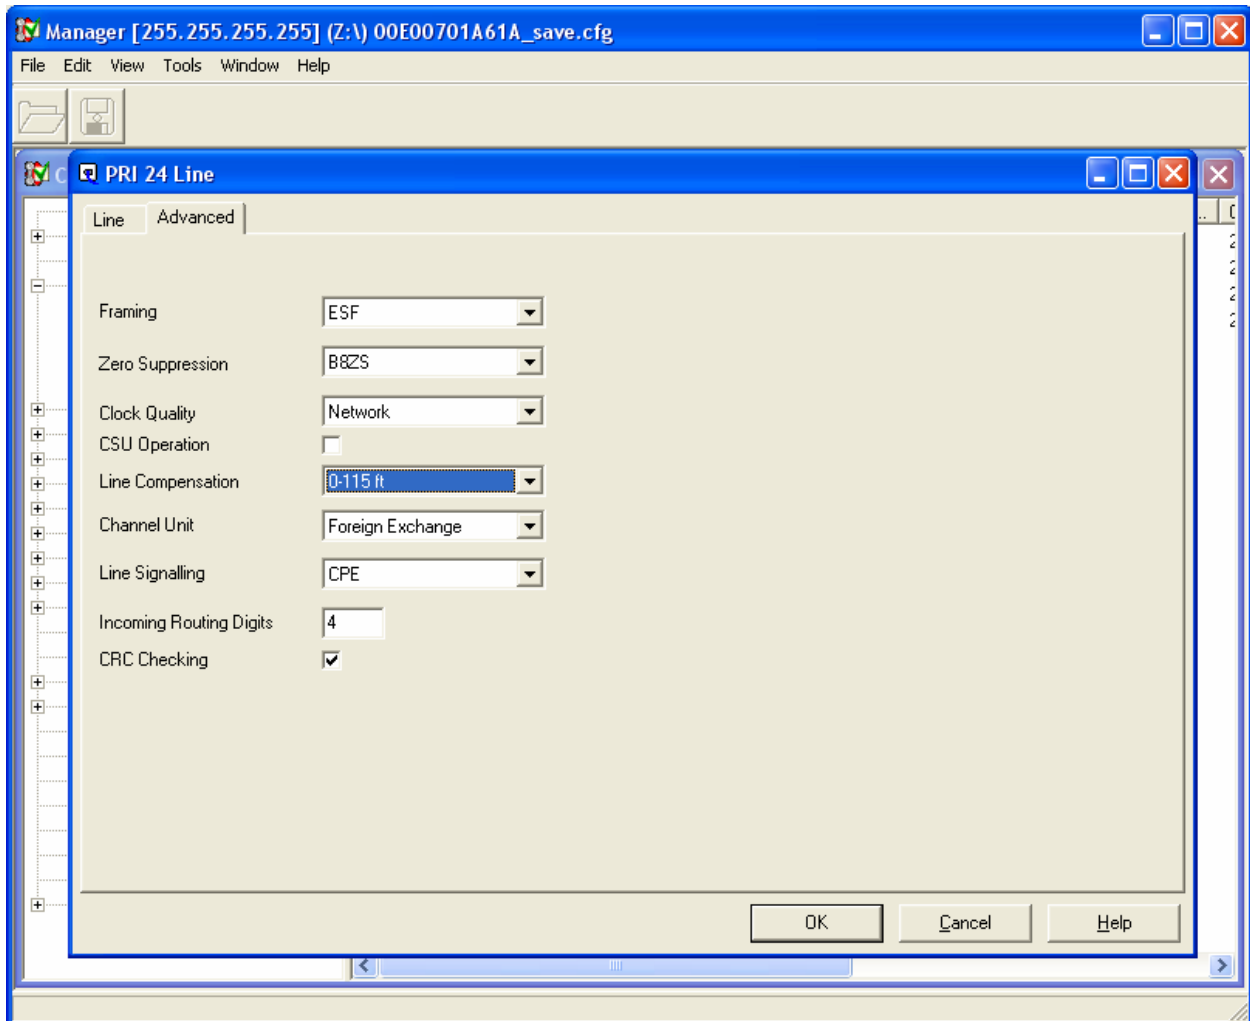 Manager [255.255.255.255] (Z:\) 00E00701A61A_save.cfg
File Edit View Tools Window Help
PRI 24 Line
Line Advanced
Framing ESF
Zero Suppression B8ZS
Clock Quality Network
CSU Operation
Line Compensation 0-115 ft
Channel Unit Foreign Exchange
Line Signalling CPE
Incoming Routing Digits 4
CRC Checking
OK Cancel Help